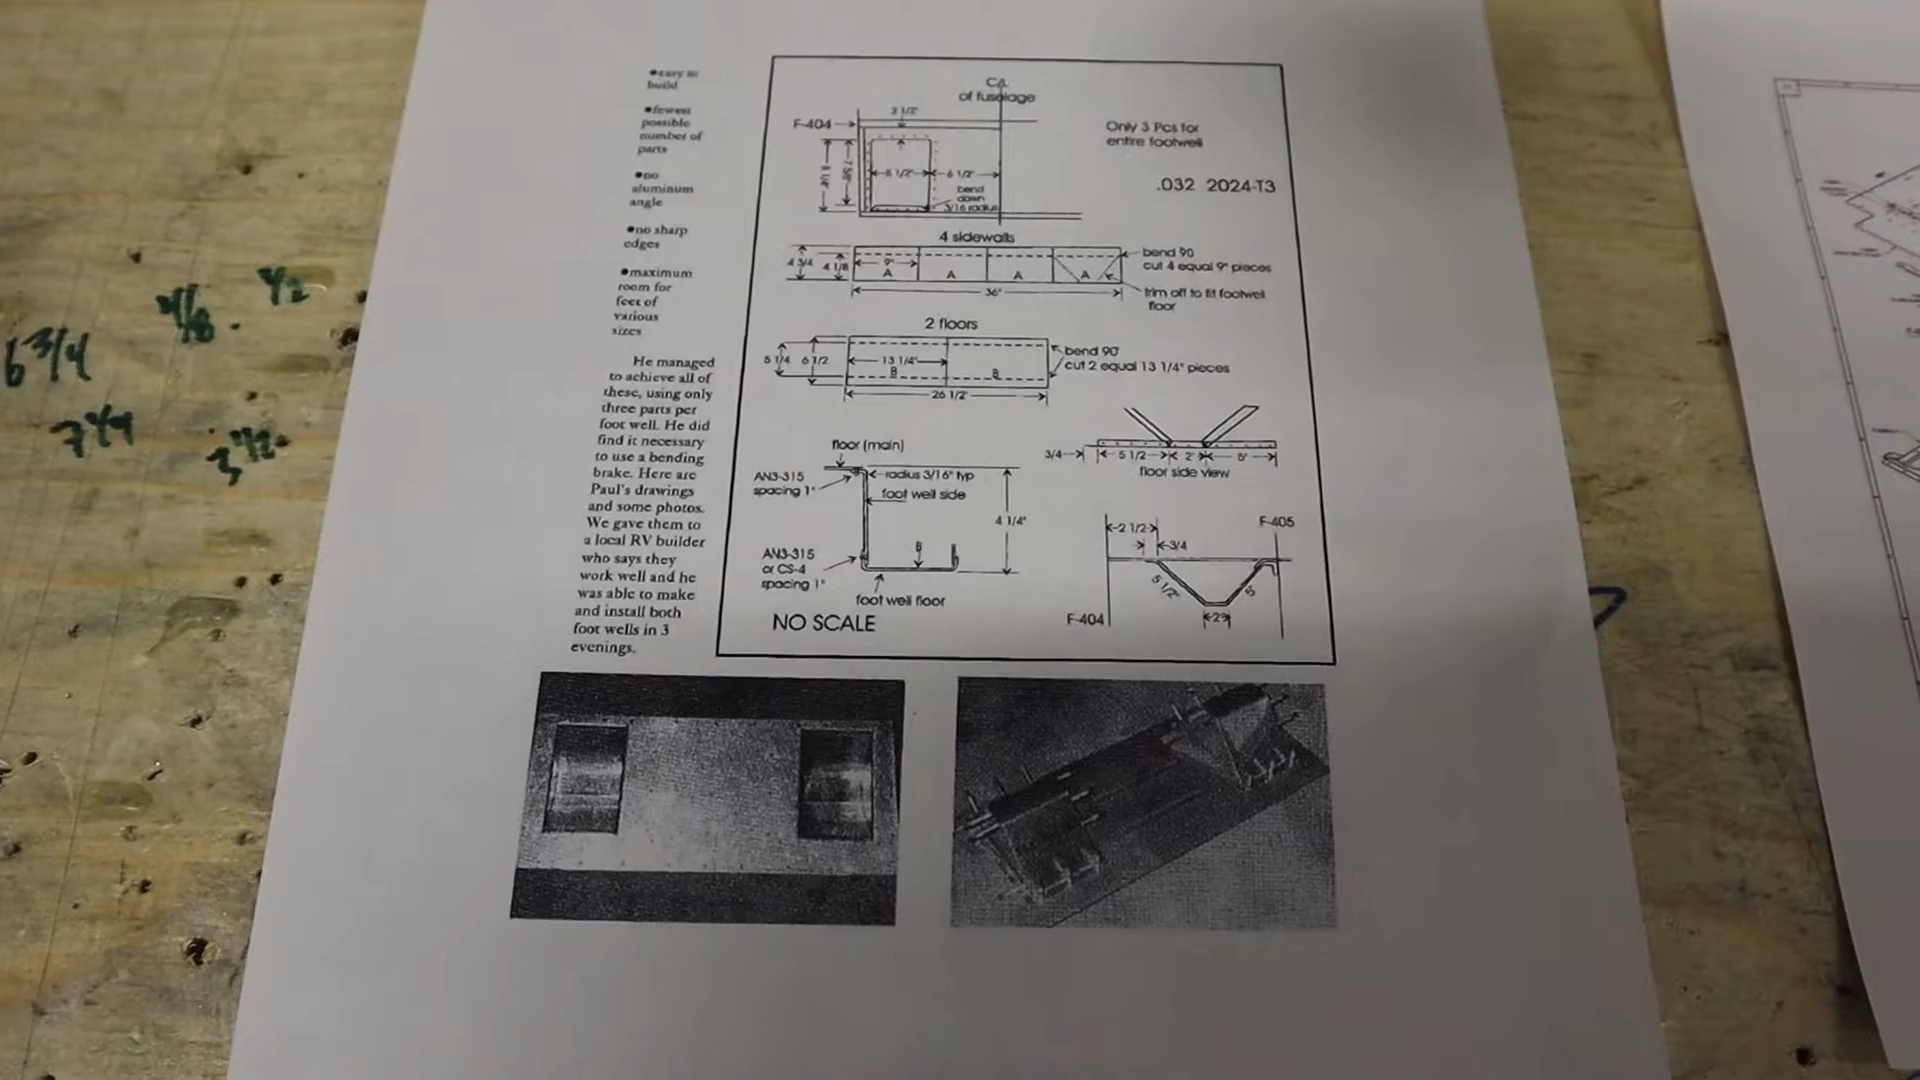 •easy to
build
•fewest
possible
number of
parts
•no
aluminum
angle
•no sharp
edges
•maximum
room for
feet of
various
sizes
He managed
to achieve all of
these, using only
three parts per
foot well. He did
find it necessary
to use a bending
brake. Here are
Paul's drawings
and some photos.
We gave them to
a local RV builder
who says they
work well and he
was able to make
and install both
foot wells in 3
evenings.
C/L
of fuselage
F-404
Only 3 Pcs for
entire footwell
.032 2024-T3
8 1/4"
7 5/8"
6 1/2"
bend
down
3/16 radius
4 sidewalls
4 3/4
4 1/8
9"
A
A
A
A
36"
bend 90
cut 4 equal 9" pieces
trim off to fit footwell
floor
2 floors
5 1/4
6 1/2
13 1/4"
B
B
26 1/2"
bend 90°
cut 2 equal 13 1/4" pieces
3/4
5 1/2
2"
5"
floor side view
floor (main)
AN3-315
spacing 1"
radius 3/16" typ
foot well side
4 1/4"
AN3-315
or CS-4
spacing 1"
B
foot well floor
NO SCALE
2 1/2
3/4
F-405
5 1/2"
5"
2"
F-404
6 3/4
1/2
7 1/4
3 1/2